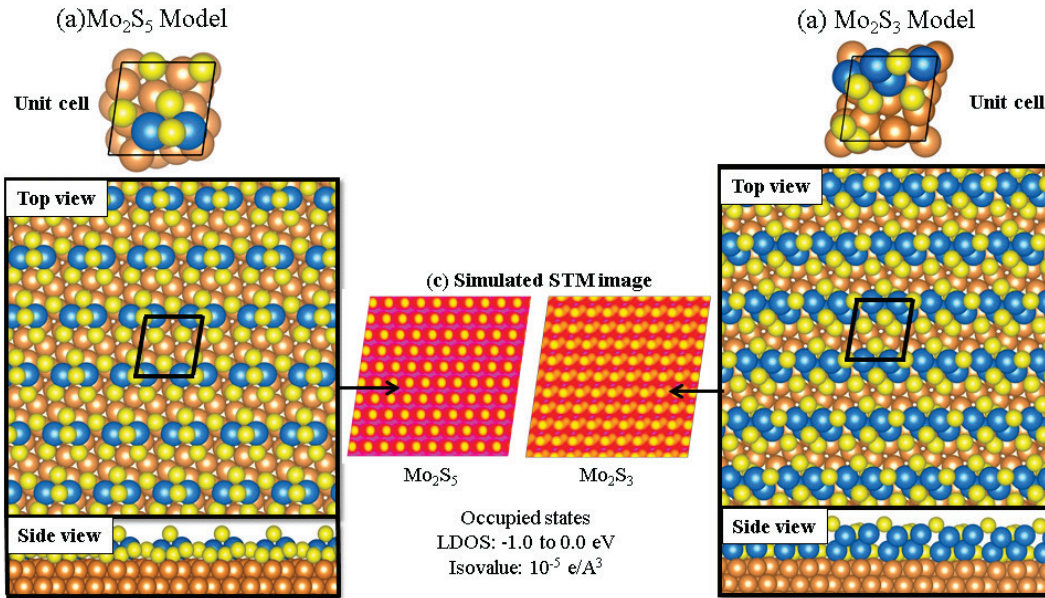 (a)Mo₂S₅ Model
Unit cell
Top view
Side view
(c) Simulated STM image
Mo₂S₅
Mo₂S₃
Occupied states
LDOS: -1.0 to 0.0 eV
Isovalue: 10⁻⁵ e/A³
(a) Mo₂S₃ Model
Unit cell
Top view
Side view